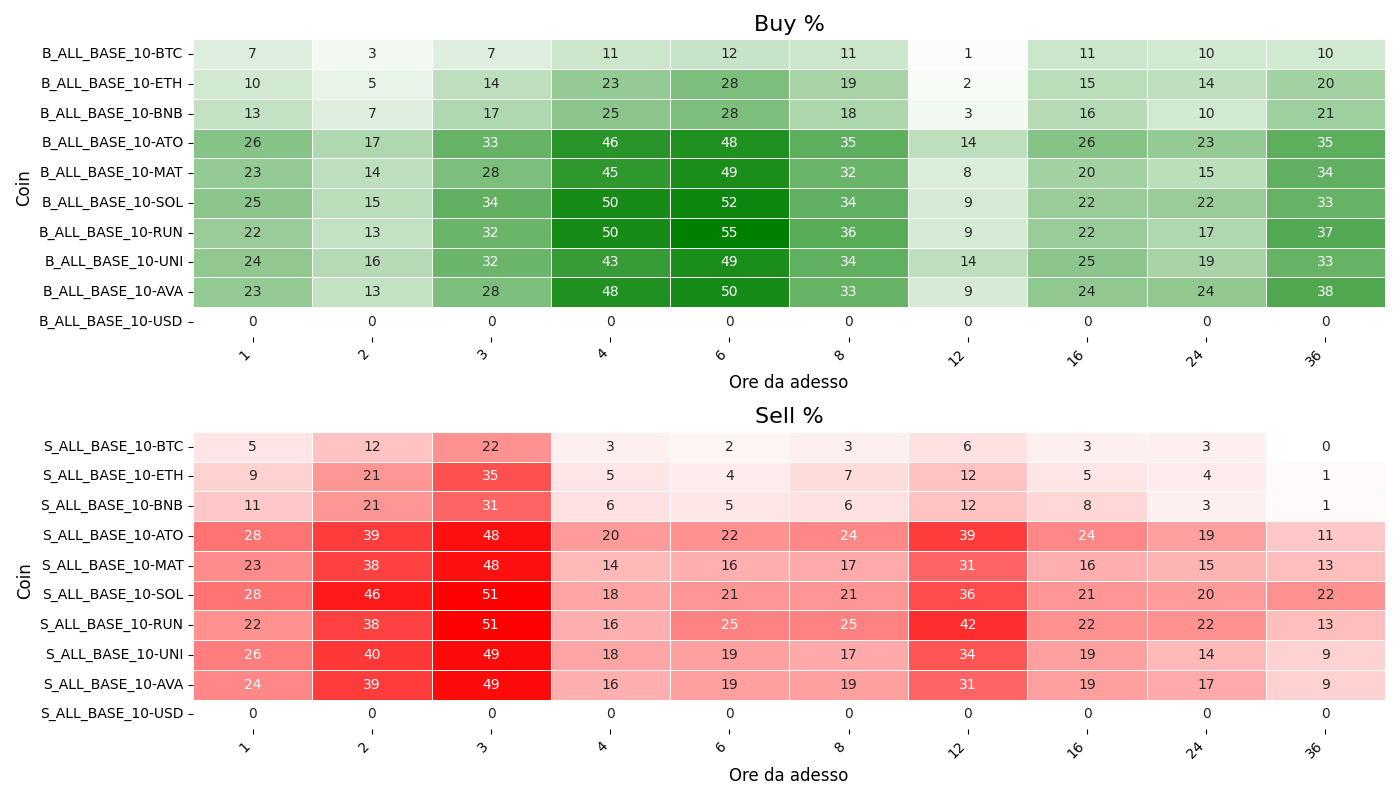 Buy %
Coin
B_ALL_BASE_10-BTC 7 3 7 11 12 11 1 11 10 10
B_ALL_BASE_10-ETH 10 5 14 23 28 19 2 15 14 20
B_ALL_BASE_10-BNB 13 7 17 25 28 18 3 16 10 21
B_ALL_BASE_10-ATO 26 17 33 46 48 35 14 26 23 35
B_ALL_BASE_10-MAT 23 14 28 45 49 32 8 20 15 34
B_ALL_BASE_10-SOL 25 15 34 50 52 34 9 22 22 33
B_ALL_BASE_10-RUN 22 13 32 50 55 36 9 22 17 37
B_ALL_BASE_10-UNI 24 16 32 43 49 34 14 25 19 33
B_ALL_BASE_10-AVA 23 13 28 48 50 33 9 24 24 38
B_ALL_BASE_10-USD 0 0 0 0 0 0 0 0 0 0
1 2 3 4 6 8 12 16 24 36
Ore da adesso
Sell %
Coin
S_ALL_BASE_10-BTC 5 12 22 3 2 3 6 3 3 0
S_ALL_BASE_10-ETH 9 21 35 5 4 7 12 5 4 1
S_ALL_BASE_10-BNB 11 21 31 6 5 6 12 8 3 1
S_ALL_BASE_10-ATO 28 39 48 20 22 24 39 24 19 11
S_ALL_BASE_10-MAT 23 38 48 14 16 17 31 16 15 13
S_ALL_BASE_10-SOL 28 46 51 18 21 21 36 21 20 22
S_ALL_BASE_10-RUN 22 38 51 16 25 25 42 22 22 13
S_ALL_BASE_10-UNI 26 40 49 18 19 17 34 19 14 9
S_ALL_BASE_10-AVA 24 39 49 16 19 19 31 19 17 9
S_ALL_BASE_10-USD 0 0 0 0 0 0 0 0 0 0
1 2 3 4 6 8 12 16 24 36
Ore da adesso